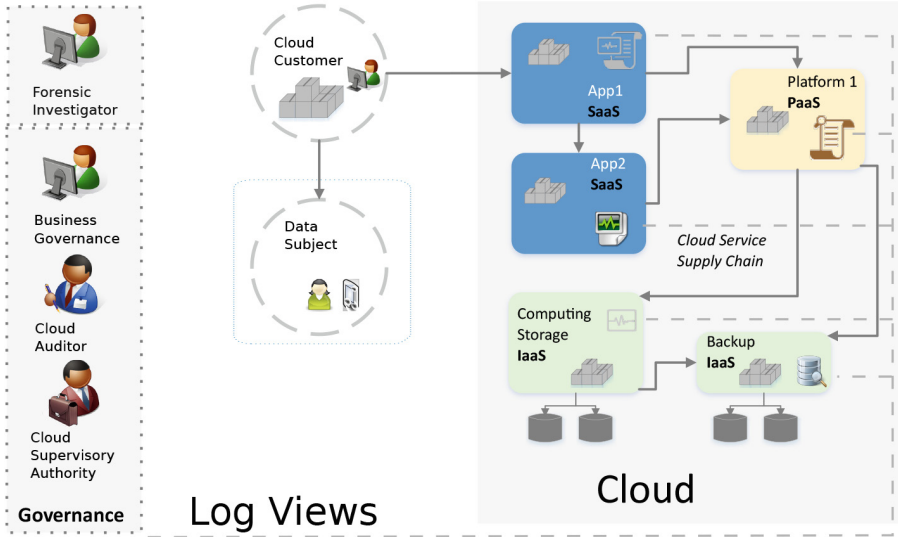 Forensic
Investigator
Business
Governance
Cloud
Auditor
Cloud
Supervisory
Authority
Governance
Cloud
Customer
Data
Subject
Log Views
App1
SaaS
App2
SaaS
Platform 1
PaaS
Cloud Service
Supply Chain
Computing
Storage
IaaS
Backup
IaaS
Cloud